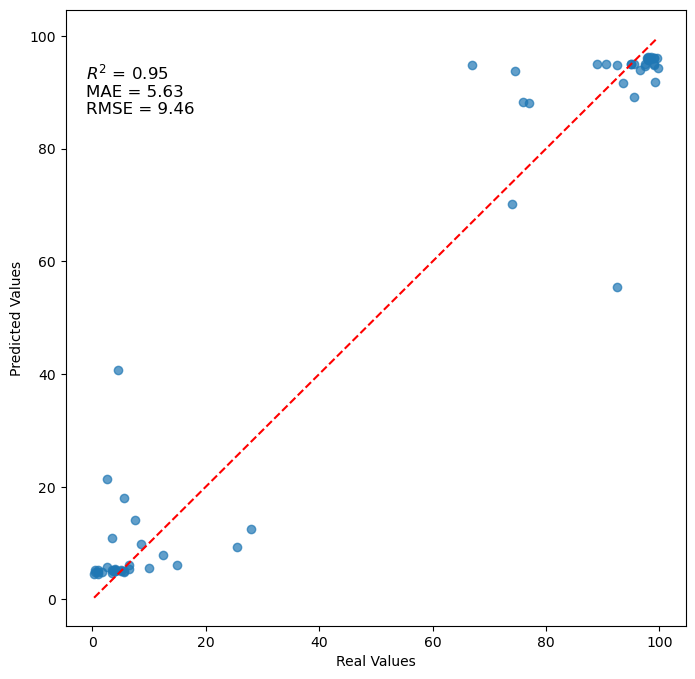 R² = 0.95
MAE = 5.63
RMSE = 9.46
100
80
60
40
20
0
Predicted Values
0 20 40 60 80 100
Real Values